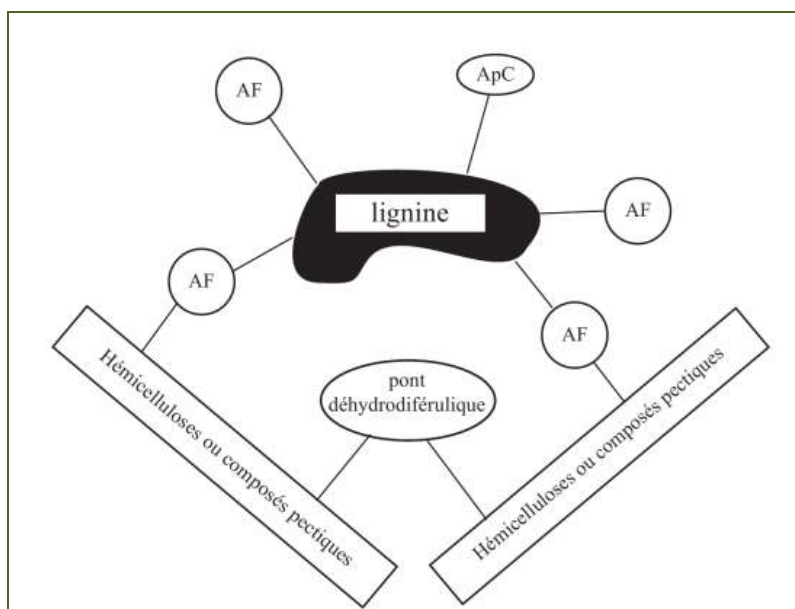 ApC
AF
lignine
AF
AF
AF
Hémicelluloses ou composés pectiques
pont
déhydrodiférulique
Hémicelluloses ou composés pectiques